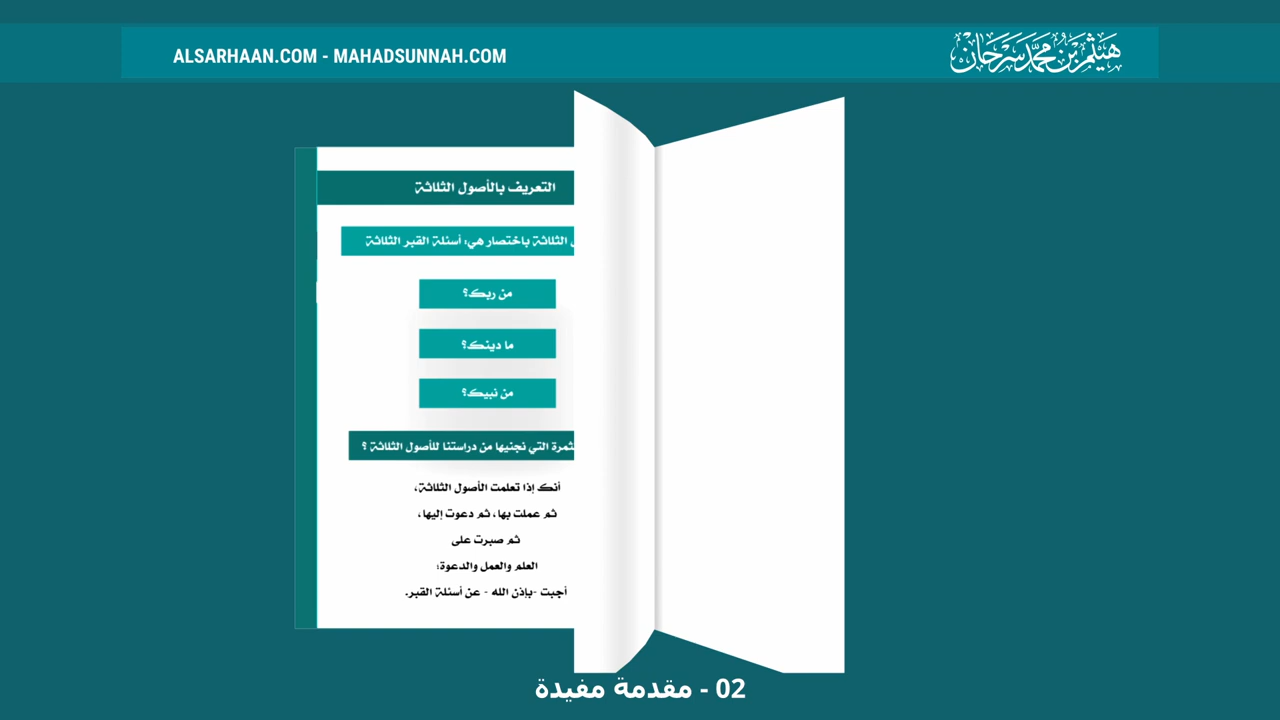 ALSARHAAN.COM - MAHADSUNNAH.COM
هيثم بن محمد سرحان
التعريف بالأصول الثلاثة
الثلاثة باختصار هي: أسئلة القبر الثلاثة
من ربك؟
ما دينك؟
من نبيك؟
التي نجنيها من دراستنا للأصول الثلاثة ؟
أنك إذا تعلمت الأصول الثلاثة،
ثم عملت بها، ثم دعوت إليها،
ثم صبرت على
العلم والعمل والدعوة؛
أجبت -بإذن الله - عن أسئلة القبر.
02 - مقدمة مفيدة